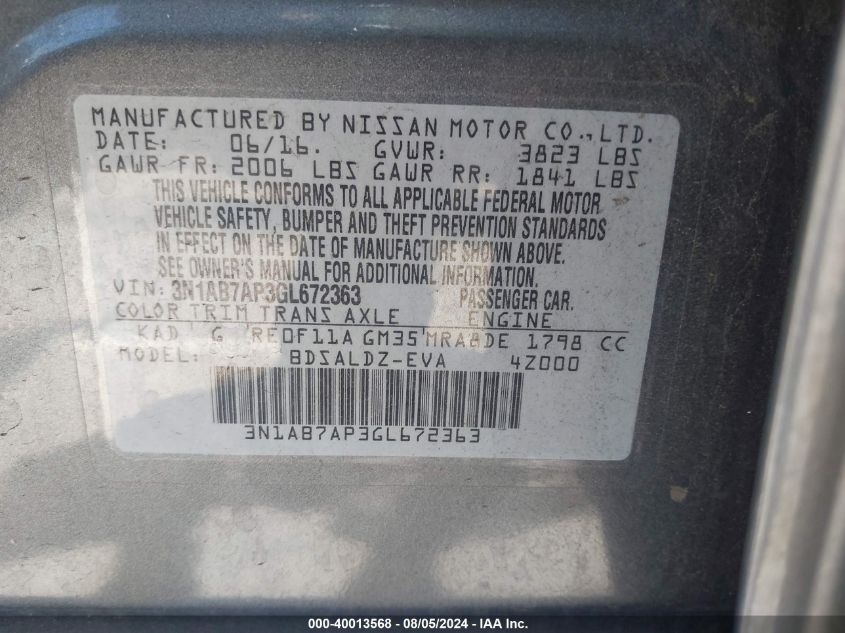 MANUFACTURED BY NISSAN MOTOR CO.,LTD.
DATE: 06/16. GVWR: 3823 LBS
GAWR FR: 2006 LBS GAWR RR: 1841 LBS
THIS VEHICLE CONFORMS TO ALL APPLICABLE FEDERAL MOTOR
VEHICLE SAFETY, BUMPER AND THEFT PREVENTION STANDARDS
IN EFFECT ON THE DATE OF MANUFACTURE SHOWN ABOVE.
SEE OWNER'S MANUAL FOR ADDITIONAL INFORMATION.
VIN: 3N1AB7AP3GL672363 PASSENGER CAR.
COLOR TRIM TRANS AXLE ENGINE
KAD G RE0F11A GM35 MRA8DE 1798 CC
MODEL: BDSALDZ-EVA 4Z000
3N1AB7AP3GL672363
000-40013568 - 08/05/2024 - IAAI.com